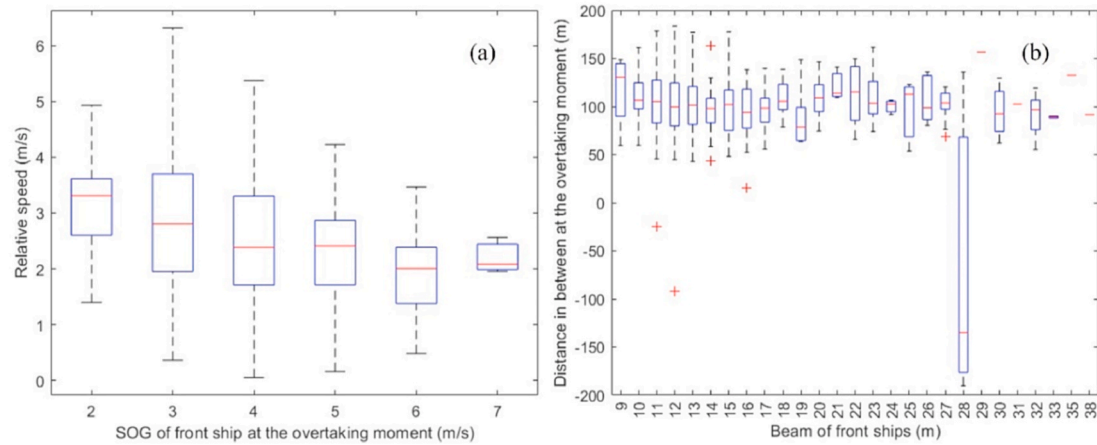 (a)
Relative speed (m/s)
6
5
4
3
2
1
0
2 3 4 5 6 7
SOG of front ship at the overtaking moment (m/s)
(b)
Distance in between at the overtaking moment (m)
200
150
100
50
0
-50
-100
-150
-200
9 10 11 12 13 14 15 16 17 18 19 20 21 22 23 24 25 26 27 28 29 30 31 32 33 35 38
Beam of front ships (m)